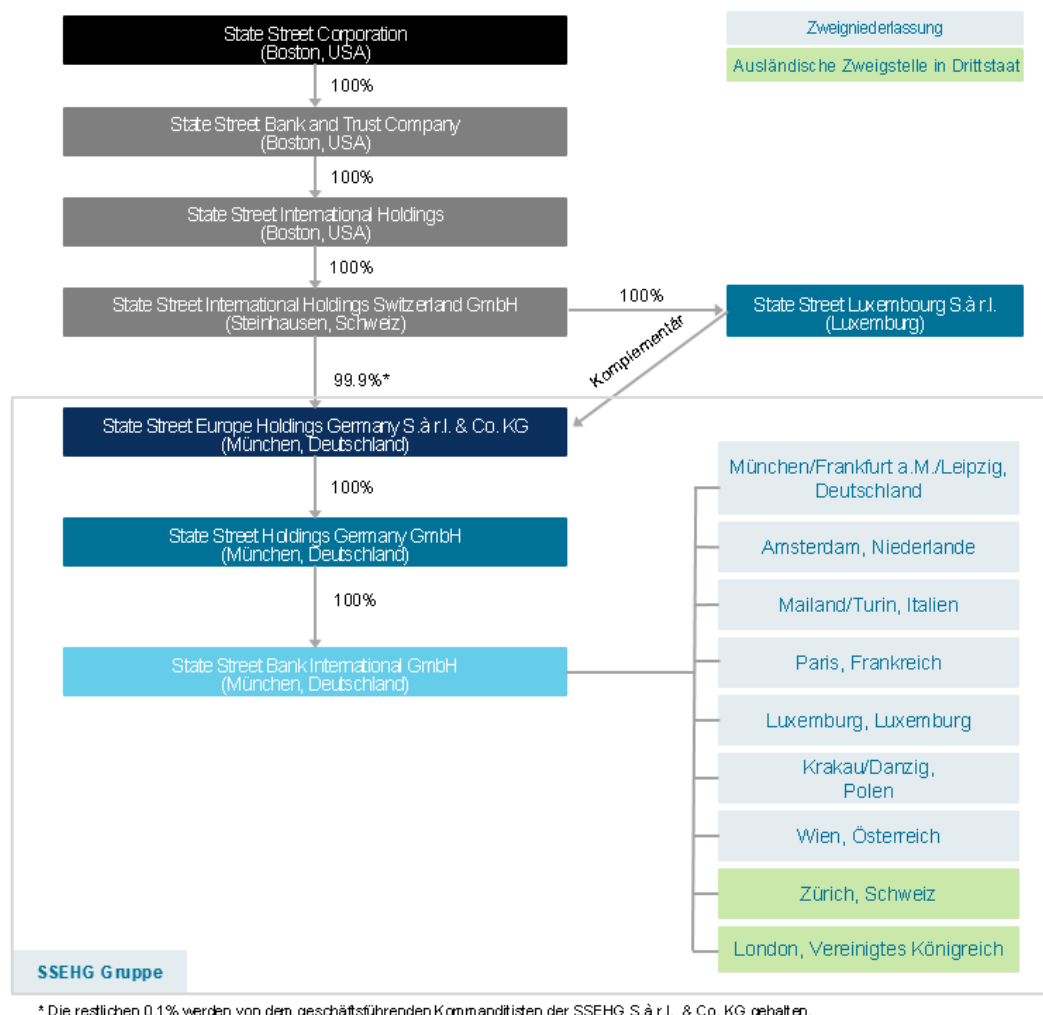 State Street Corporation
(Boston, USA)
Zweigniederlassung
Ausländische Zweigstelle in Drittstaat
100%
State Street Bank and Trust Company
(Boston, USA)
100%
State Street International Holdings
(Boston, USA)
100%
State Street International Holdings Switzerland GmbH
(Steinhausen, Schweiz)
100%
State Street Luxembourg S.à r.l.
(Luxemburg)
Komplementär
99.9%*
State Street Europe Holdings Germany S.à r.l. & Co. KG
(München, Deutschland)
100%
State Street Holdings Germany GmbH
(München, Deutschland)
100%
State Street Bank International GmbH
(München, Deutschland)
München/Frankfurt a.M./Leipzig,
Deutschland
Amsterdam, Niederlande
Mailand/Turin, Italien
Paris, Frankreich
Luxemburg, Luxemburg
Krakau/Danzig,
Polen
Wien, Österreich
Zürich, Schweiz
London, Vereinigtes Königreich
SSEHG Gruppe
* Die restlichen 0.1% werden von dem geschäftsführenden Kommanditisten der SSEHG S.à r.l. & Co. KG gehalten.